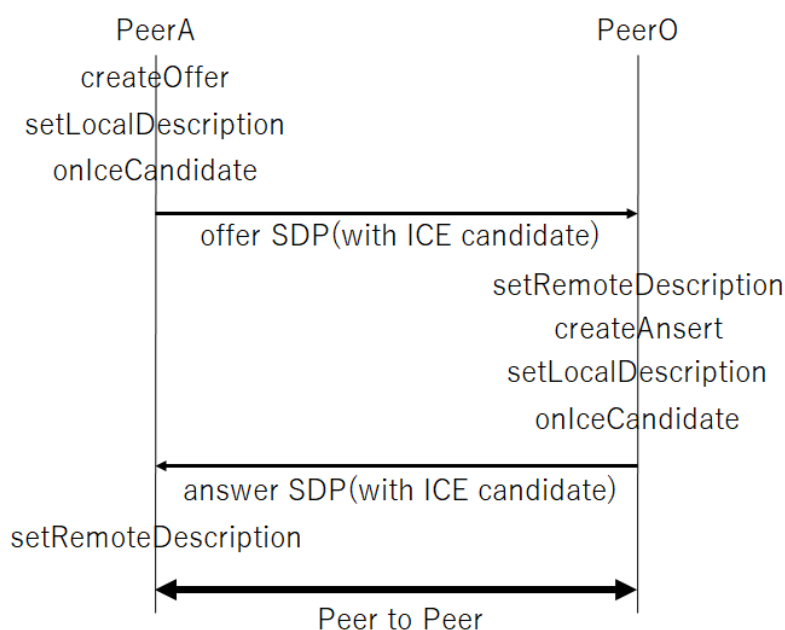 PeerA
PeerO
createOffer
setLocalDescription
onIceCandidate
offer SDP(with ICE candidate)
setRemoteDescription
createAnsert
setLocalDescription
onIceCandidate
answer SDP(with ICE candidate)
setRemoteDescription
Peer to Peer